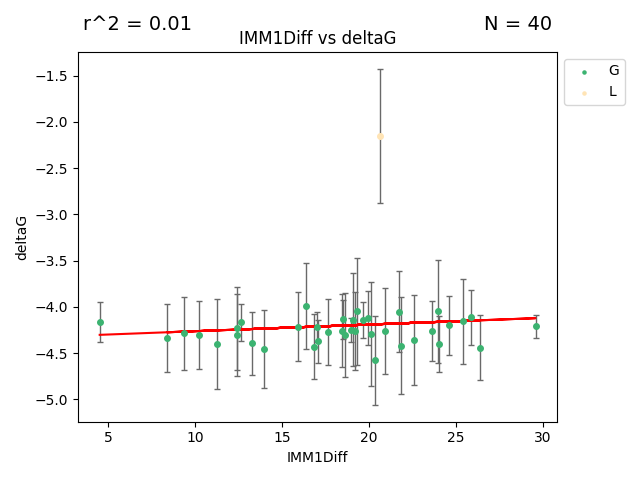 r^2 = 0.01
N = 40
IMM1Diff vs deltaG
G
L
−1.5
−2.0
−2.5
−3.0
−3.5
−4.0
−4.5
−5.0
deltaG
5 10 15 20 25 30
IMM1Diff